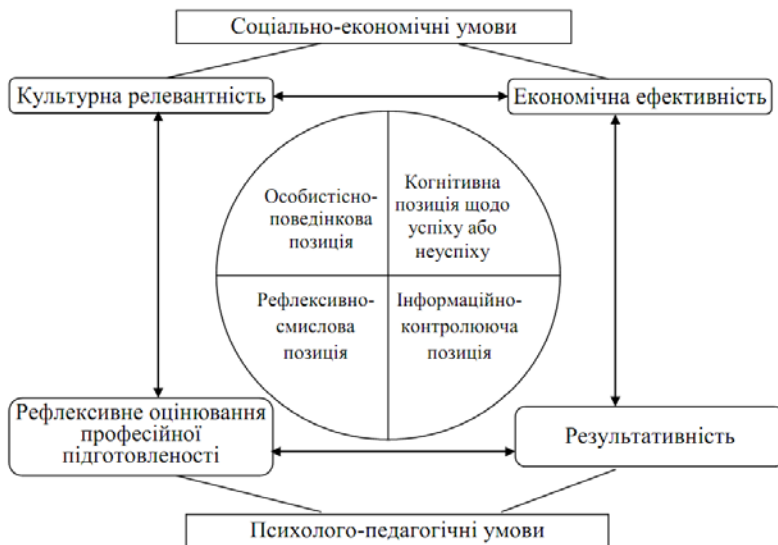 Соціально-економічні умови
Культурна релевантність
Економічна ефективність
Особистісно-
поведінкова
позиція
Когнітивна
позиція щодо
успіху або
неуспіху
Рефлексивно-
смислова
позиція
Інформаційно-
контролююча
позиція
Рефлексивне оцінювання
професійної
підготовленості
Результативність
Психолого-педагогічні умови